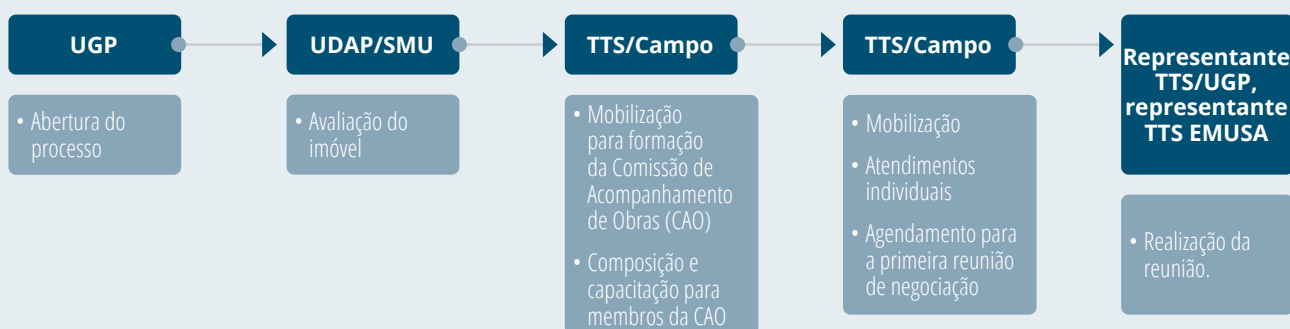 UGP
• Abertura do
processo
UDAP/SMU
• Avaliação do
imóvel
TTS/Campo
• Mobilização
para formação
da Comissão de
Acompanhamento
de Obras (CAO)
• Composição e
capacitação para
membros da CAO
TTS/Campo
• Mobilização
• Atendimentos
individuais
• Agendamento para
a primeira reunião
de negociação
Representante
TTS/UGP,
representante
TTS EMUSA
• Realização da
reunião.